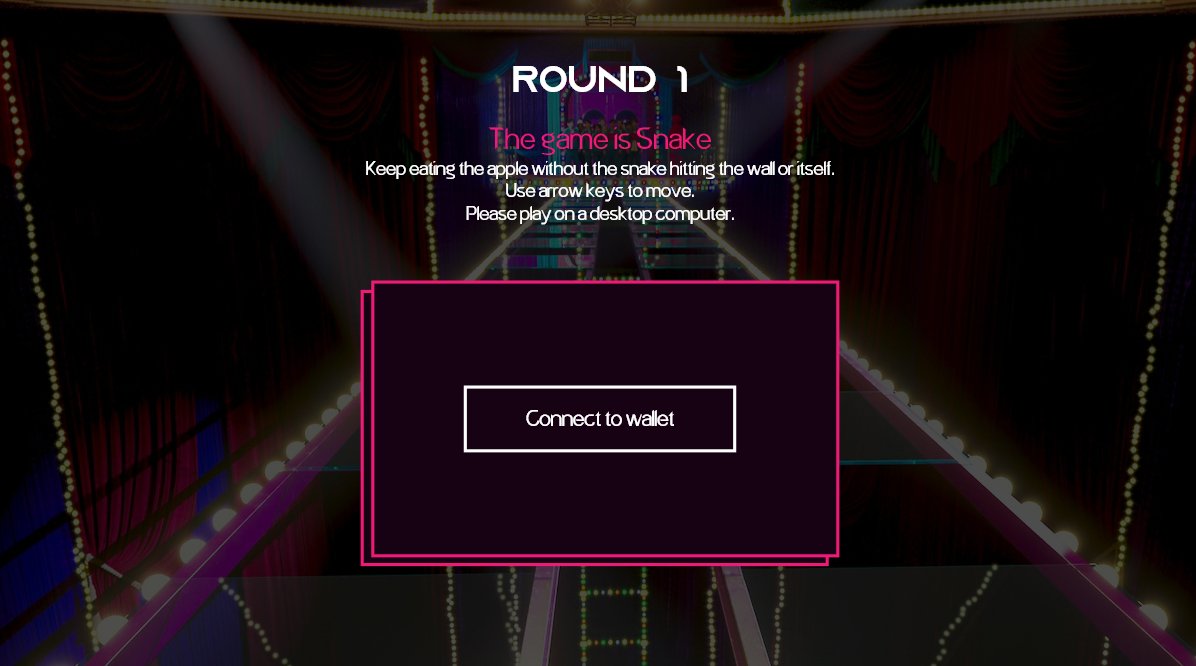 ROUND 1
The game is Snake
Keep eating the apple without the snake hitting the wall or itself.
Use arrow keys to move.
Please play on a desktop computer.
Connect to wallet